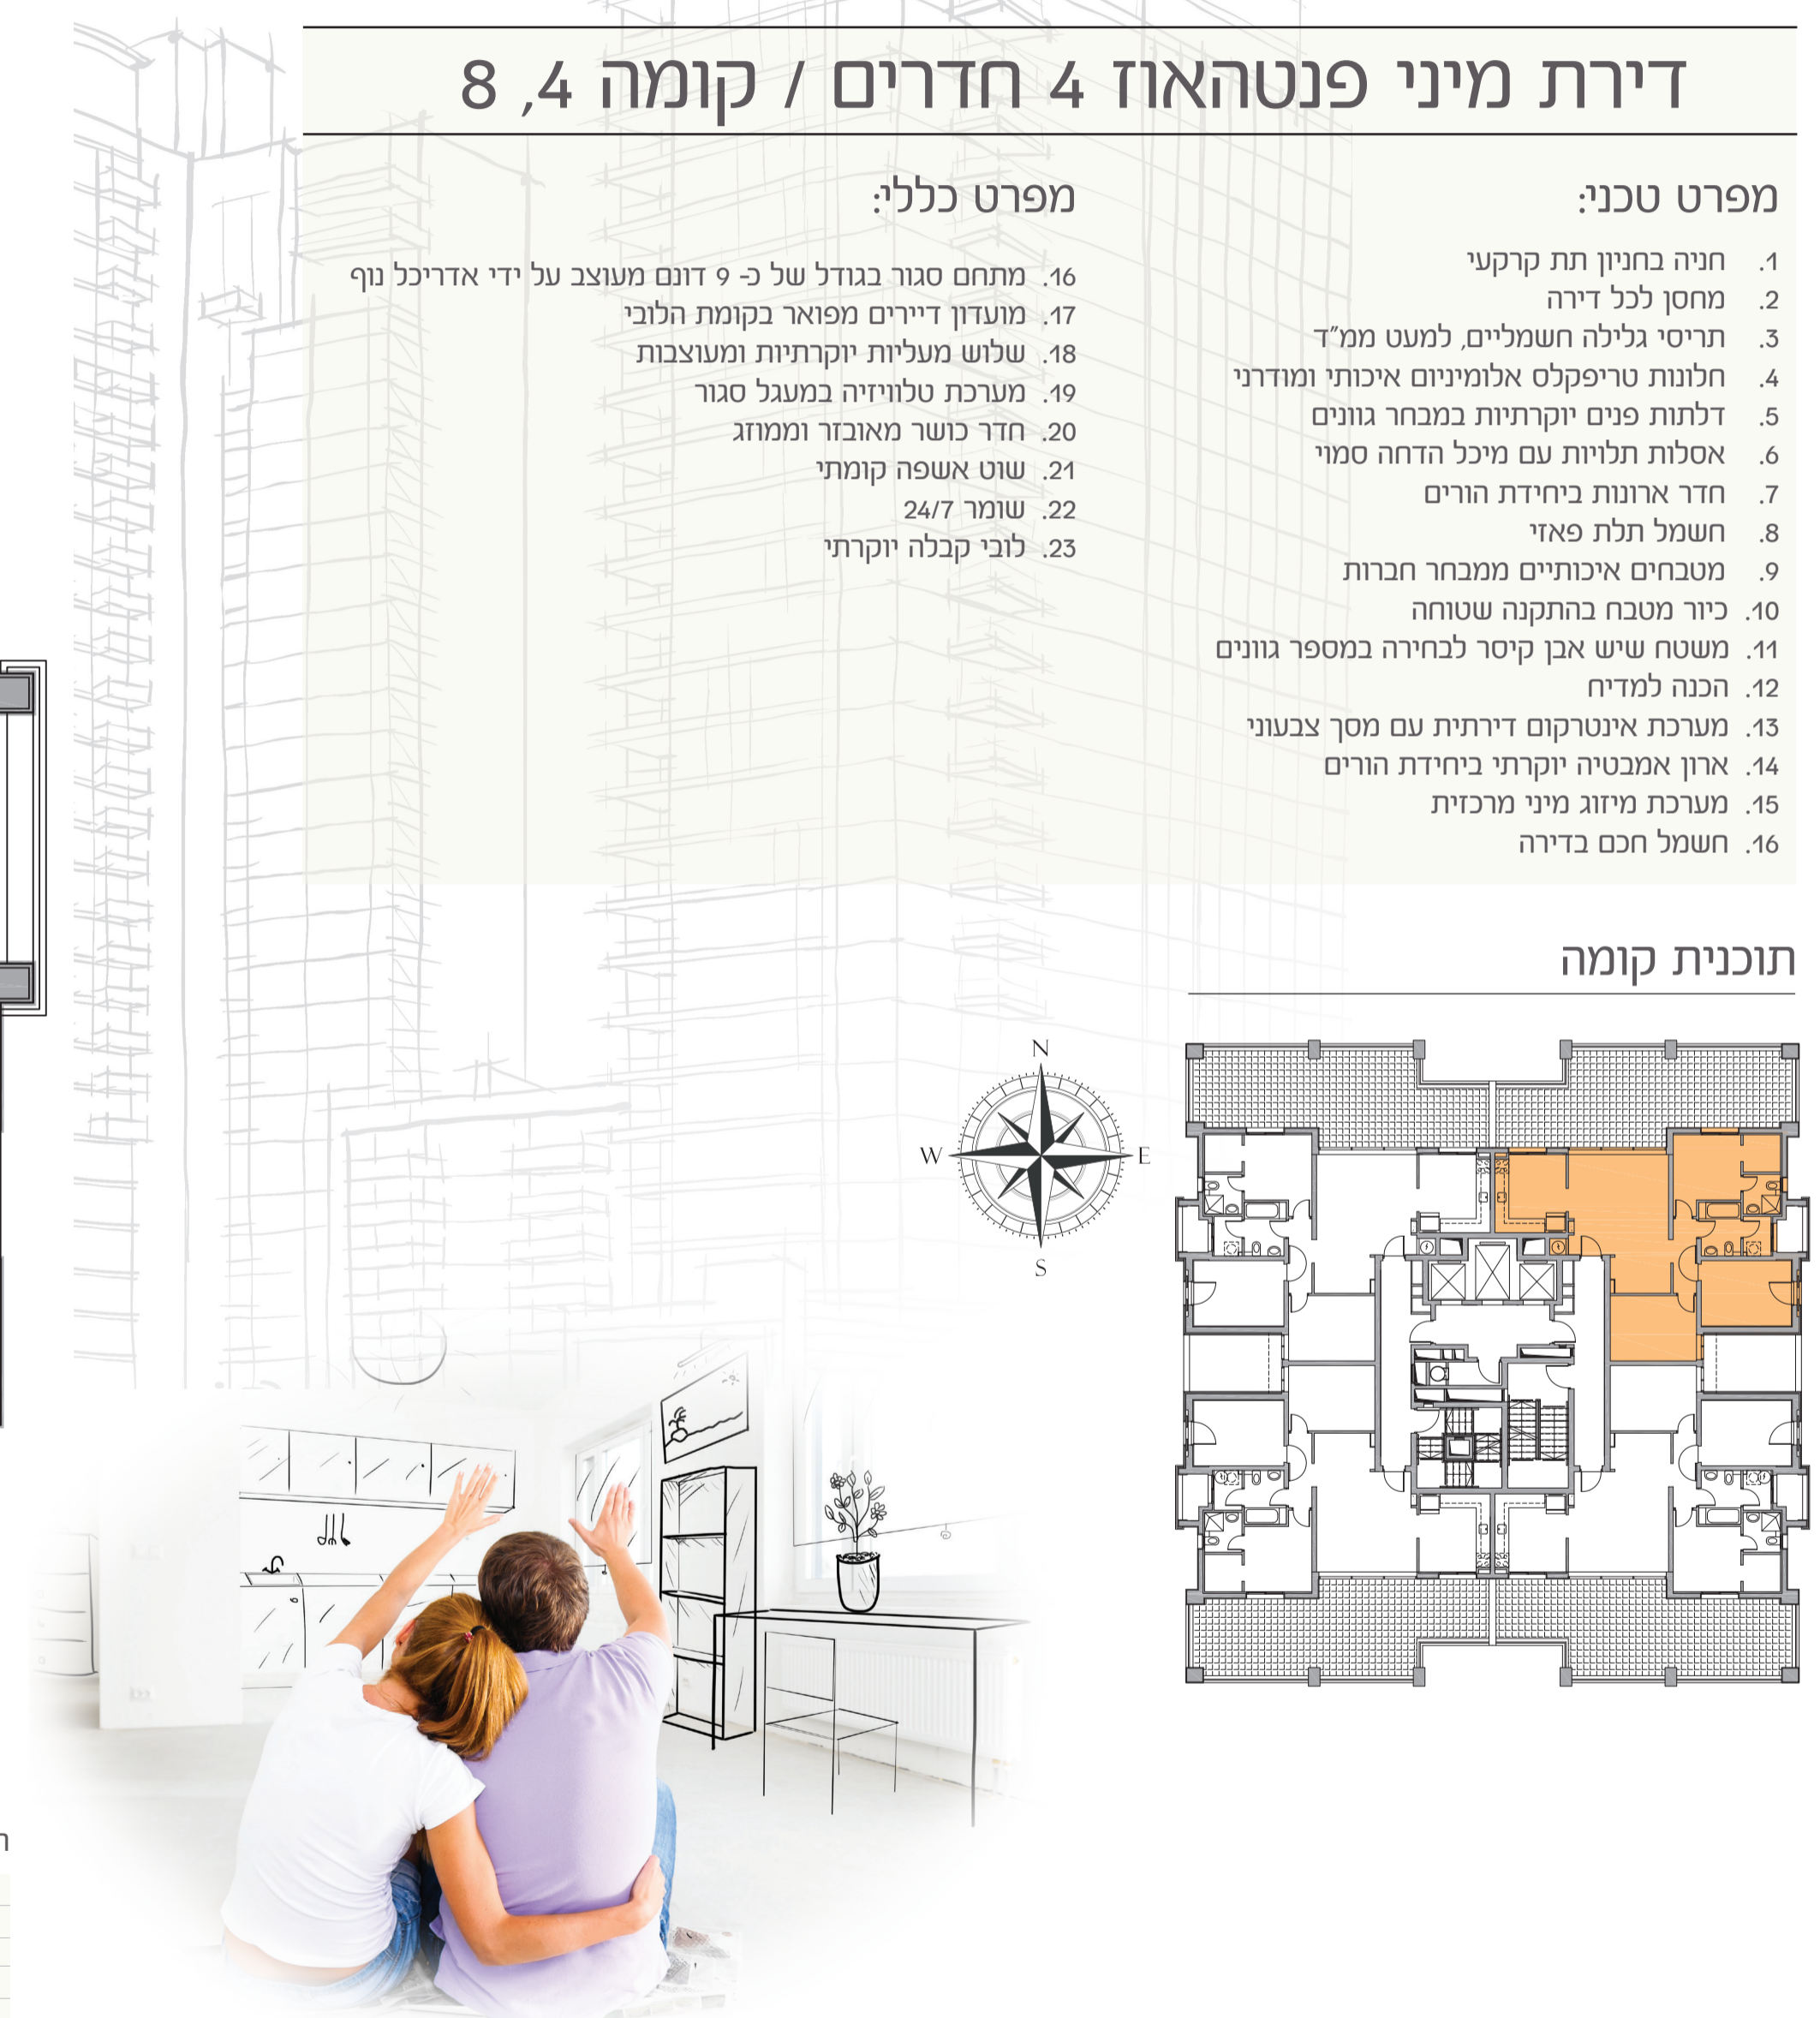 דירת מיני פנטהאוז 4 חדרים / קומה 4, 8
מפרט טכני:
1. חניה בחניון תת קרקעי
2. מחסן לכל דירה
3. תריסי גלילה חשמליים, למעט ממ"ד
4. חלונות טריפקלס אלומיניום איכותי ומודרני
5. דלתות פנים יוקרתיות במבחר גוונים
6. אסלות תלויות עם מיכל הדחה סמוי
7. חדר ארונות ביחידת הורים
8. חשמל תלת פאזי
9. מטבחים איכותיים ממבחר חברות
10. כיור מטבח בהתקנה שטוחה
11. משטח שיש אבן קיסר לבחירה במספר גוונים
12. הכנה למדיח
13. מערכת אינטרקום דירתית עם מסך צבעוני
14. ארון אמבטיה יוקרתי ביחידת הורים
15. מערכת מיזוג מיני מרכזית
16. חשמל חכם בדירה
מפרט כללי:
16. מתחם סגור בגודל של כ- 9 דונם מעוצב על ידי אדריכל נוף
17. מועדון דיירים מפואר בקומת הלובי
18. שלוש מעליות יוקרתיות ומעוצבות
19. מערכת טלוויזיה במעגל סגור
20. חדר כושר מאובזר וממוזג
21. שוט אשפה קומתי
22. שומר 24/7
23. לובי קבלה יוקרתי
תוכנית קומה
N
W
E
S